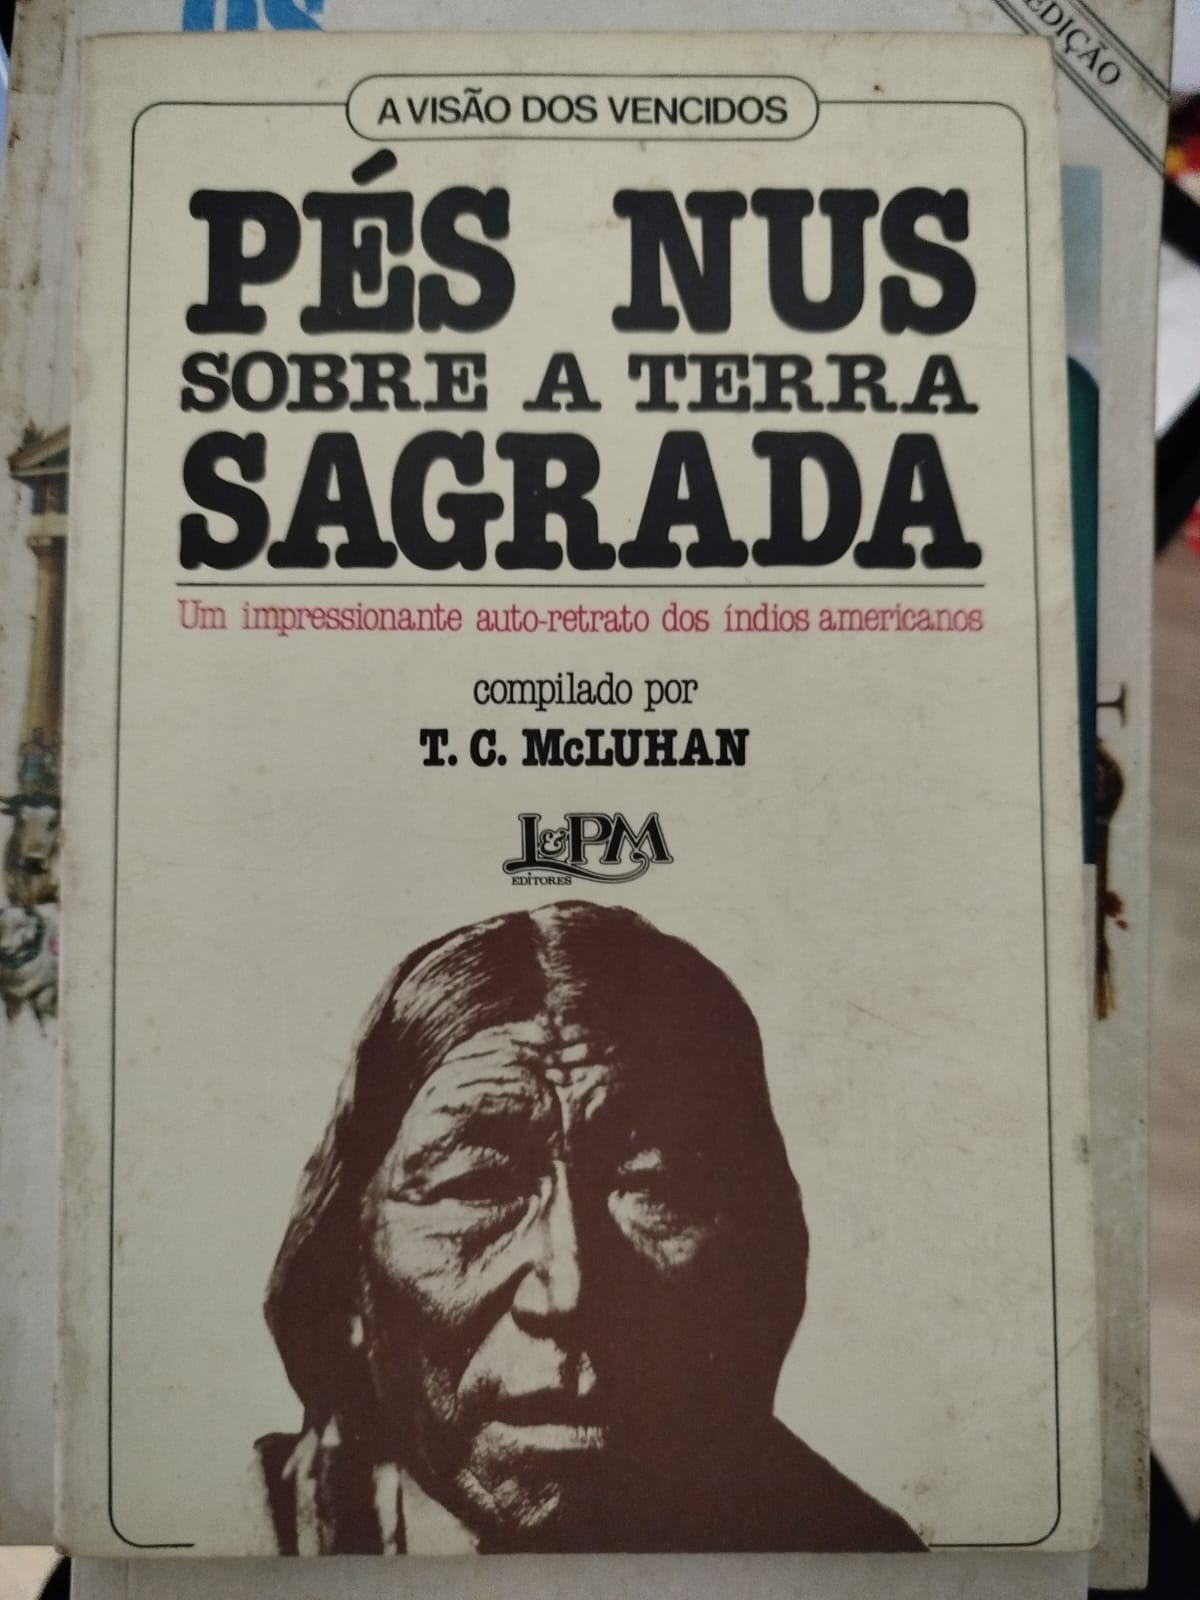 OS
EDIÇÃO
A VISÃO DOS VENCIDOS
PÉS NUS
SOBRE A TERRA
SAGRADA
Um impressionante auto-retrato dos índios americanos
compilado por
T. C. McLUHAN
L&PM
EDITORES